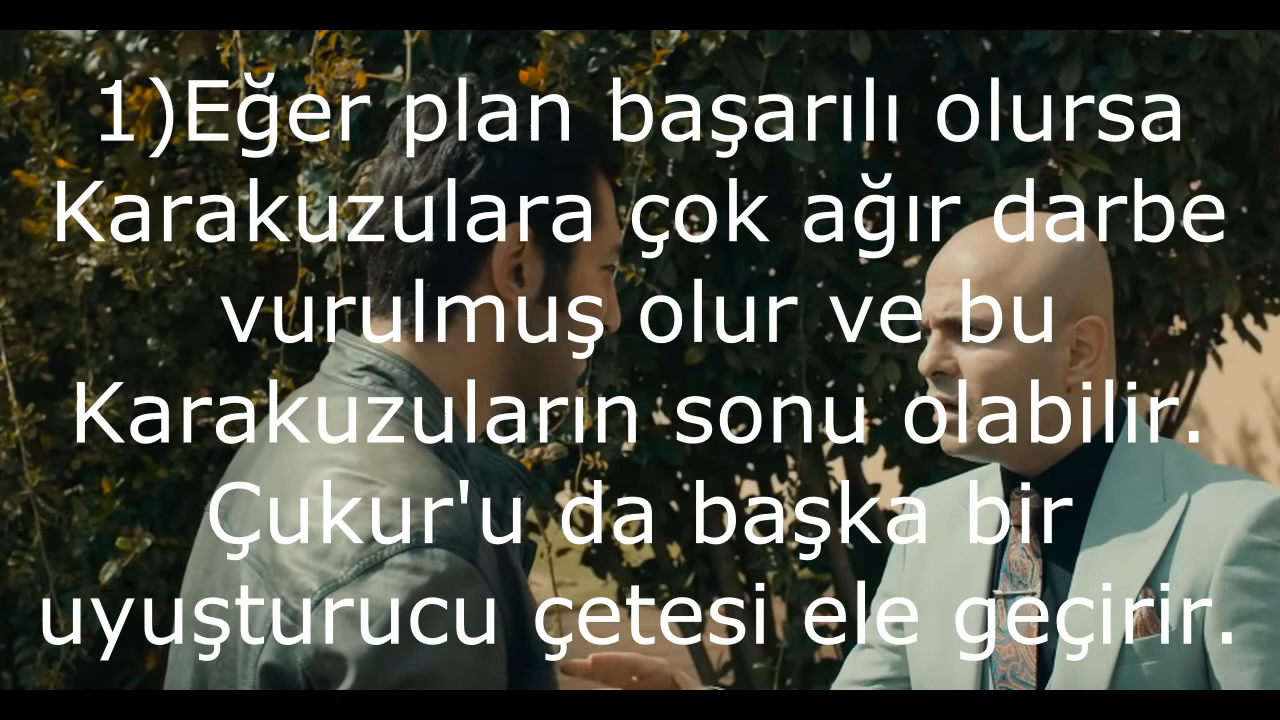 1)Eğer plan başarılı olursa
Karakuzulara çok ağır darbe
vurulmuş olur ve bu
Karakuzuların sonu olabilir.
Çukur'u da başka bir
uyuşturucu çetesi ele geçirir.